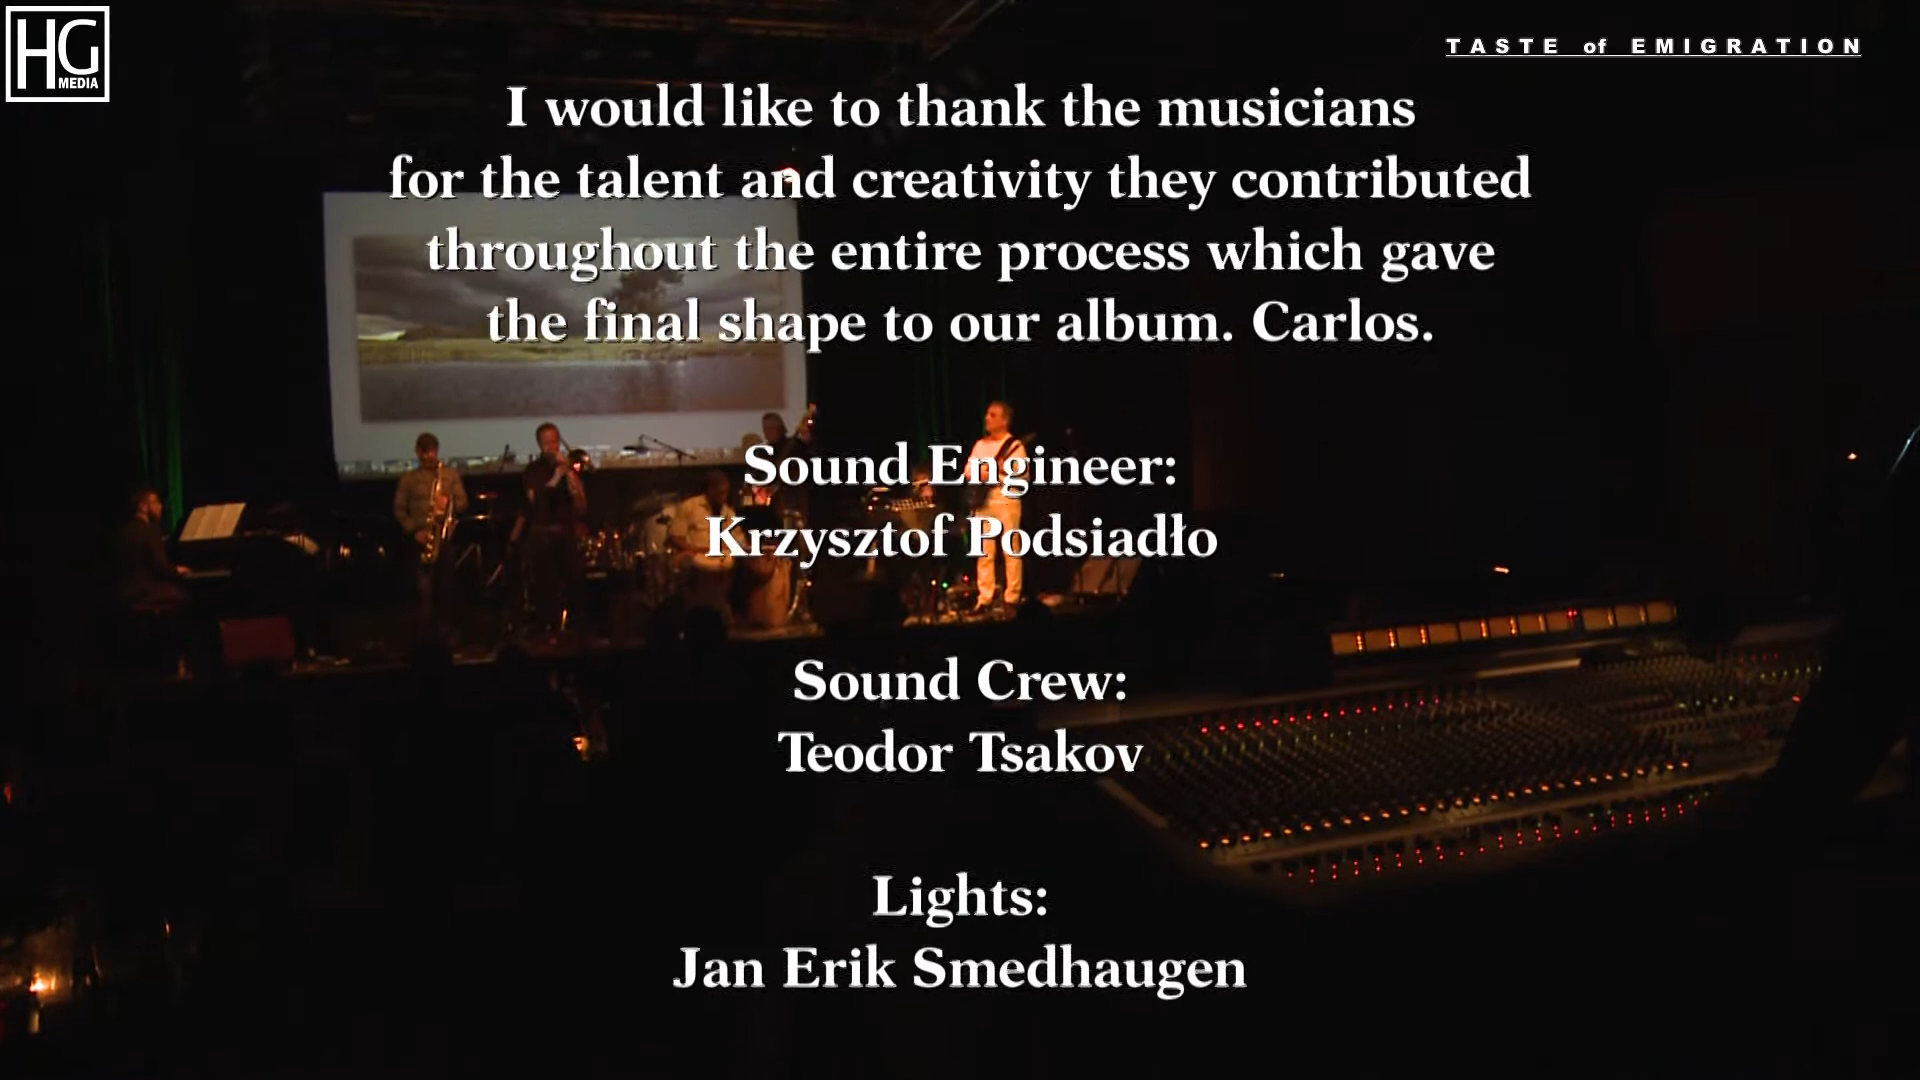 HG
MEDIA
TASTE of EMIGRATION
I would like to thank the musicians
for the talent and creativity they contributed
throughout the entire process which gave
the final shape to our album. Carlos.
Sound Engineer:
Krzysztof Podsiadło
Sound Crew:
Teodor Tsakov
Lights:
Jan Erik Smedhaugen